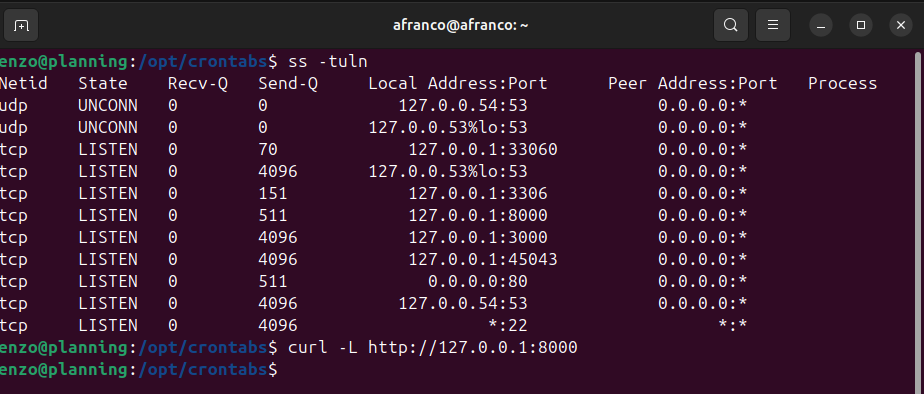 afranco@afranco: ~
enzo@planning:/opt/crontabs$ ss -tuln
Netid State Recv-Q Send-Q Local Address:Port Peer Address:Port Process
udp UNCONN 0 0 127.0.0.54:53 0.0.0.0:*
udp UNCONN 0 0 127.0.0.53%lo:53 0.0.0.0:*
tcp LISTEN 0 70 127.0.0.1:33060 0.0.0.0:*
tcp LISTEN 0 4096 127.0.0.53%lo:53 0.0.0.0:*
tcp LISTEN 0 151 127.0.0.1:3306 0.0.0.0:*
tcp LISTEN 0 511 127.0.0.1:8000 0.0.0.0:*
tcp LISTEN 0 4096 127.0.0.1:3000 0.0.0.0:*
tcp LISTEN 0 4096 127.0.0.1:45043 0.0.0.0:*
tcp LISTEN 0 511 0.0.0.0:80 0.0.0.0:*
tcp LISTEN 0 4096 127.0.0.54:53 0.0.0.0:*
tcp LISTEN 0 4096 *:22 *:*
enzo@planning:/opt/crontabs$ curl -L http://127.0.0.1:8000
enzo@planning:/opt/crontabs$